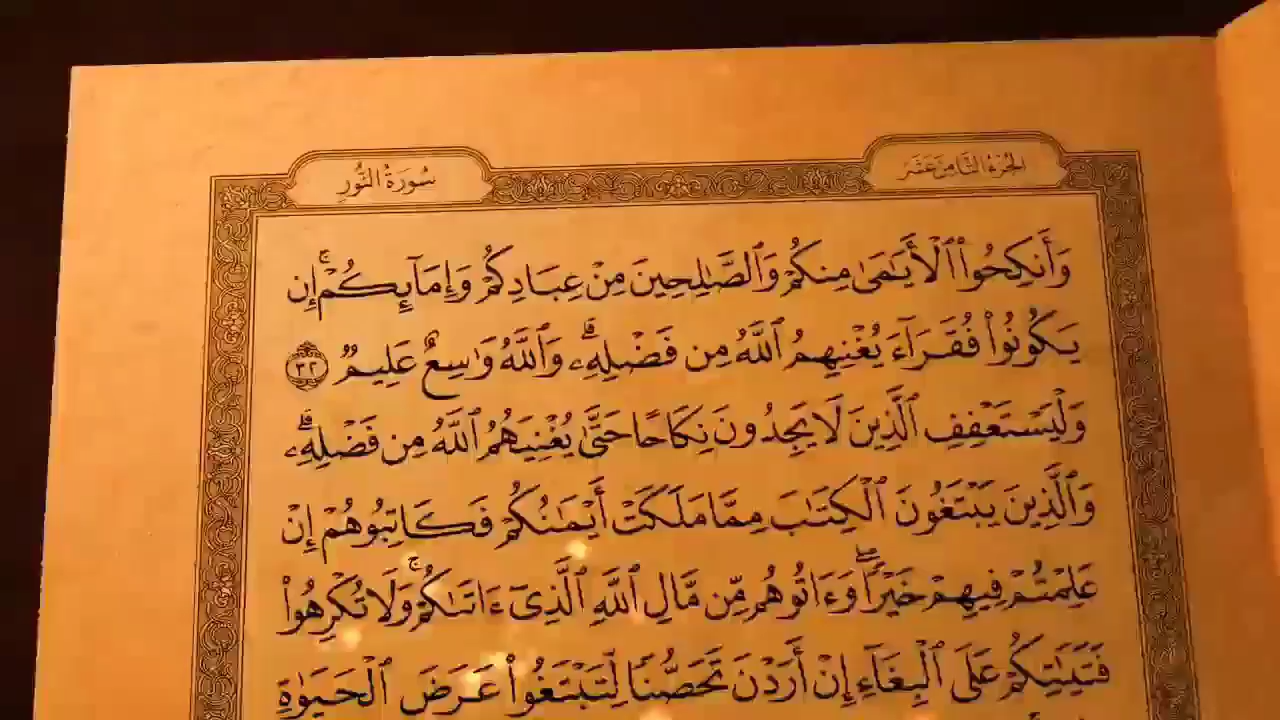 الجزء الثامن عشر
سُورَةُ النُّورِ
وَأَنكِحُوا۟ ٱلْأَيَـٰمَىٰ مِنكُمْ وَٱلصَّـٰلِحِينَ مِنْ عِبَادِكُمْ وَإِمَآئِكُمْ ۚ إِن
يَكُونُوا۟ فُقَرَآءَ يُغْنِهِمُ ٱللَّهُ مِن فَضْلِهِۦ ۗ وَٱللَّهُ وَٰسِعٌ عَلِيمٌ ٣٢
وَلْيَسْتَعْفِفِ ٱلَّذِينَ لَا يَجِدُونَ نِكَاحًا حَتَّىٰ يُغْنِيَهُمُ ٱللَّهُ مِن فَضْلِهِۦ ۗ
وَٱلَّذِينَ يَبْتَغُونَ ٱلْكِتَـٰبَ مِمَّا مَلَكَتْ أَيْمَـٰنُكُمْ فَكَاتِبُوهُمْ إِنْ
عَلِمْتُمْ فِيهِمْ خَيْرًا ۖ وَءَاتُوهُم مِّن مَّالِ ٱللَّهِ ٱلَّذِىٓ ءَاتَىٰكُمْ ۚ وَلَا تُكْرِهُوا۟
فَتَيَـٰتِكُمْ عَلَى ٱلْبِغَآءِ إِنْ أَرَدْنَ تَحَصُّنًا لِّتَبْتَغُوا۟ عَرَضَ ٱلْحَيَوٰةِ